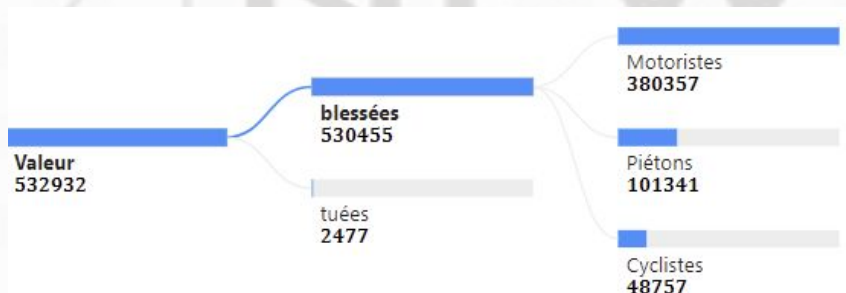 Valeur
532932
blessées
530455
tuées
2477
Motoristes
380357
Piétons
101341
Cyclistes
48757